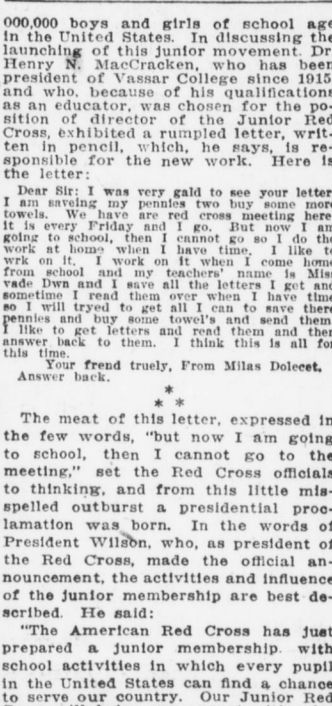 000,000 boys and girls of school age
in the United States. In discussing the
launching of this junior movement. Dr
Henry N. MacCracken, who has been
president of Vassar College since 1915
and who, because of his qualifications
as an educator, was chosen for the po-
sition of director of the Junior Red
Cross, exhibited a rumpled letter, writ-
ten in pencil, which, he says, is re-
sponsible for the new work. Here is
the letter:
Dear Sir: I was very gald to see your letter
I am saveing my pennies two buy some more
towels. We have are red cross meeting here
it is every Friday and I go. But now I am
going to school, then I cannot go so I do the
work at home when I have time. I like to
wrk on it. I work on it when I come home
from school and my teachers' name is Miss
vade Dwn and I save all the letters I get and
sometime I read them over when I have time
so I will tryed to get all I can to save there
pennies and buy some towel's and send them
I like to get letters and read them and then
answer back to them. I think this is all for
this time.
Your frend truely, From Milas Dolecet.
Answer back.
*
* *
The meat of this letter, expressed in
the few words, "but now I am going
to school, then I cannot go to the
meeting," set the Red Cross officials
to thinking, and from this little mis-
spelled outburst a presidential proc-
lamation was born. In the words of
President Wilson, who, as president of
the Red Cross, made the official an-
nouncement, the activities and influence
of the junior membership are best de-
scribed. He said:
"The American Red Cross has just
prepared a junior membership with
school activities in which every pupil
in the United States can find a chance
to serve our country. Our Junior Red